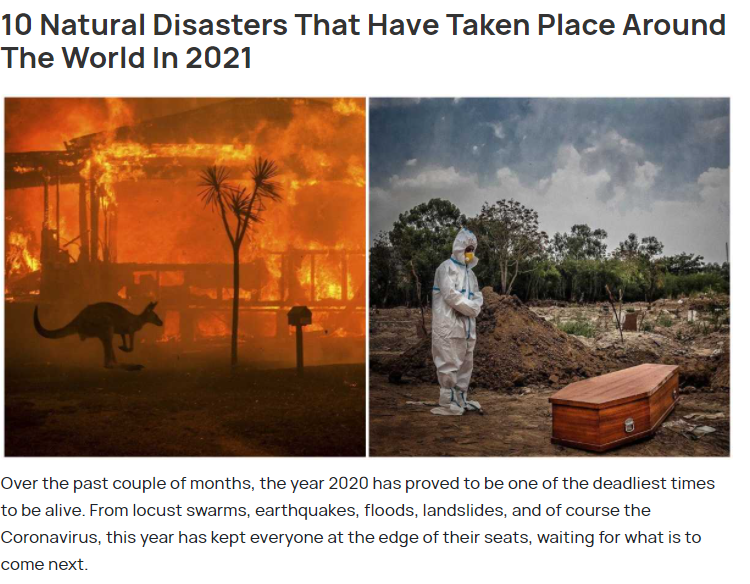 10 Natural Disasters That Have Taken Place Around
The World In 2021
Over the past couple of months, the year 2020 has proved to be one of the deadliest times
to be alive. From locust swarms, earthquakes, floods, landslides, and of course the
Coronavirus, this year has kept everyone at the edge of their seats, waiting for what is to
come next.